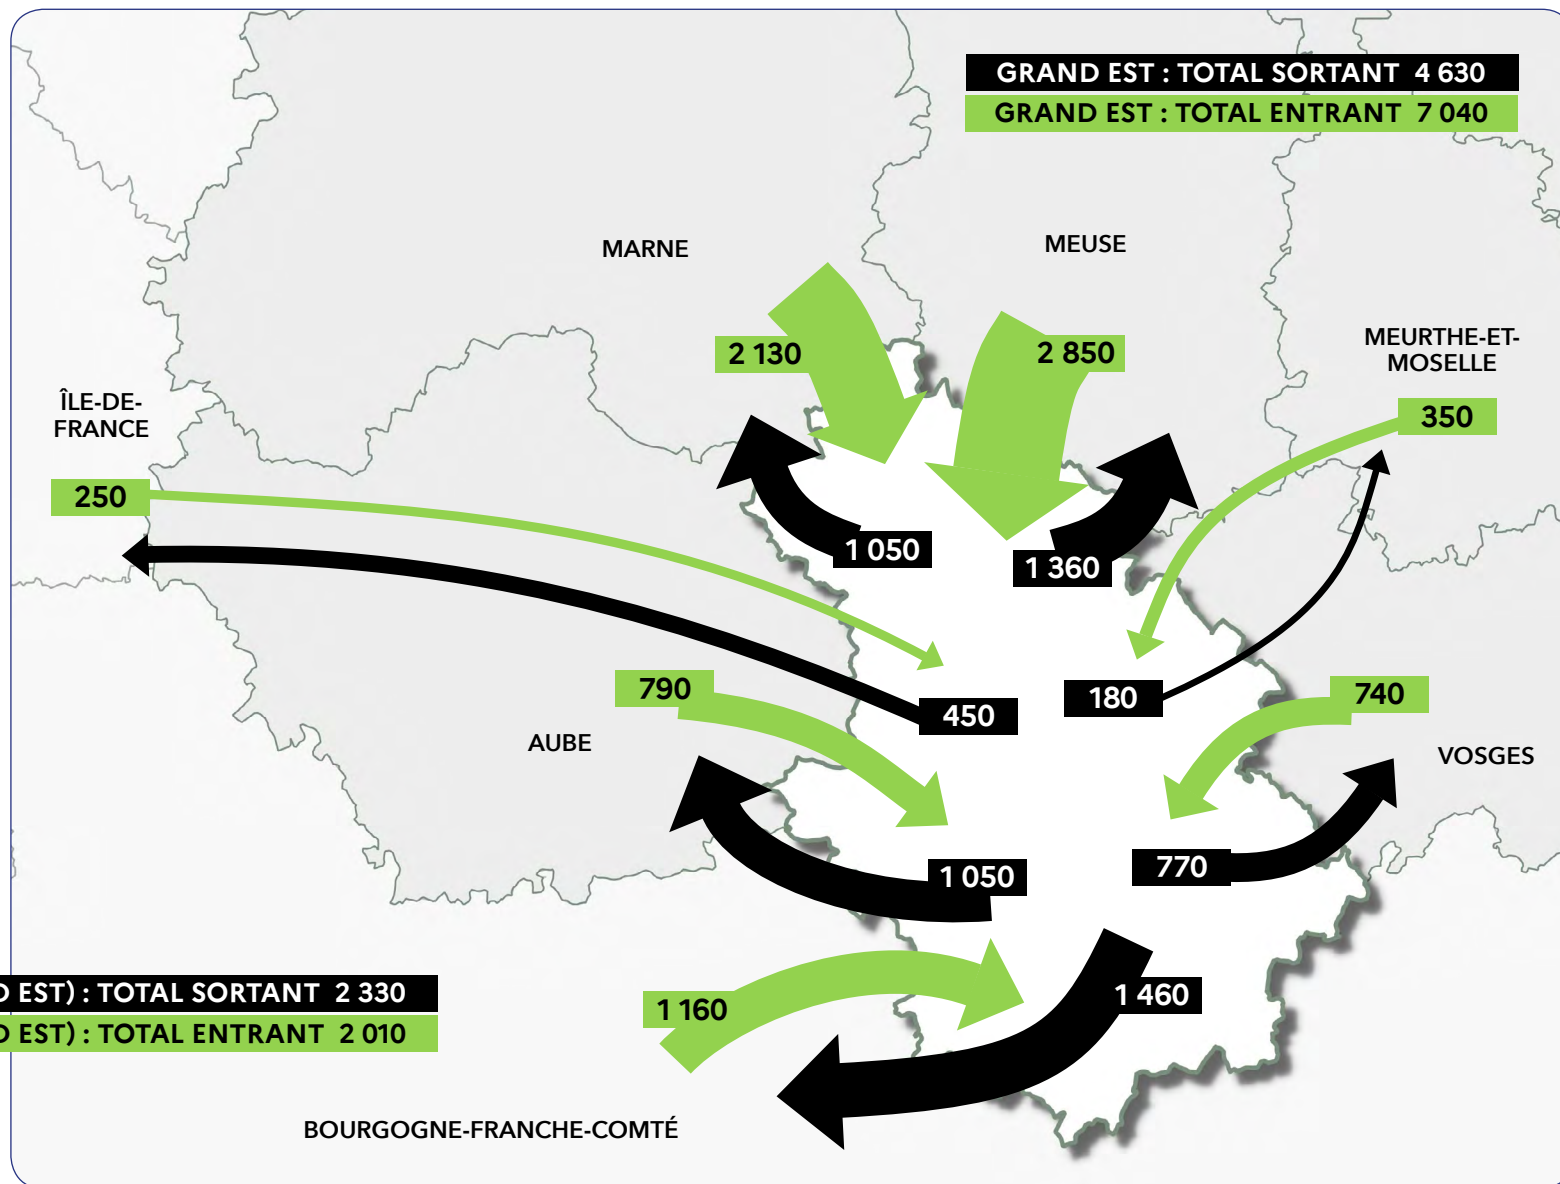 GRAND EST : TOTAL SORTANT 4 630
GRAND EST : TOTAL ENTRANT 7 040
MARNE
MEUSE
MEURTHE-ET-
MOSELLE
2 130
2 850
ÎLE-DE-
FRANCE
350
250
1 050
1 360
790
180
740
450
AUBE
VOSGES
1 050
770
EST) : TOTAL SORTANT 2 330
EST) : TOTAL ENTRANT 2 010
1 160
1 460
BOURGOGNE-FRANCHE-COMTÉ